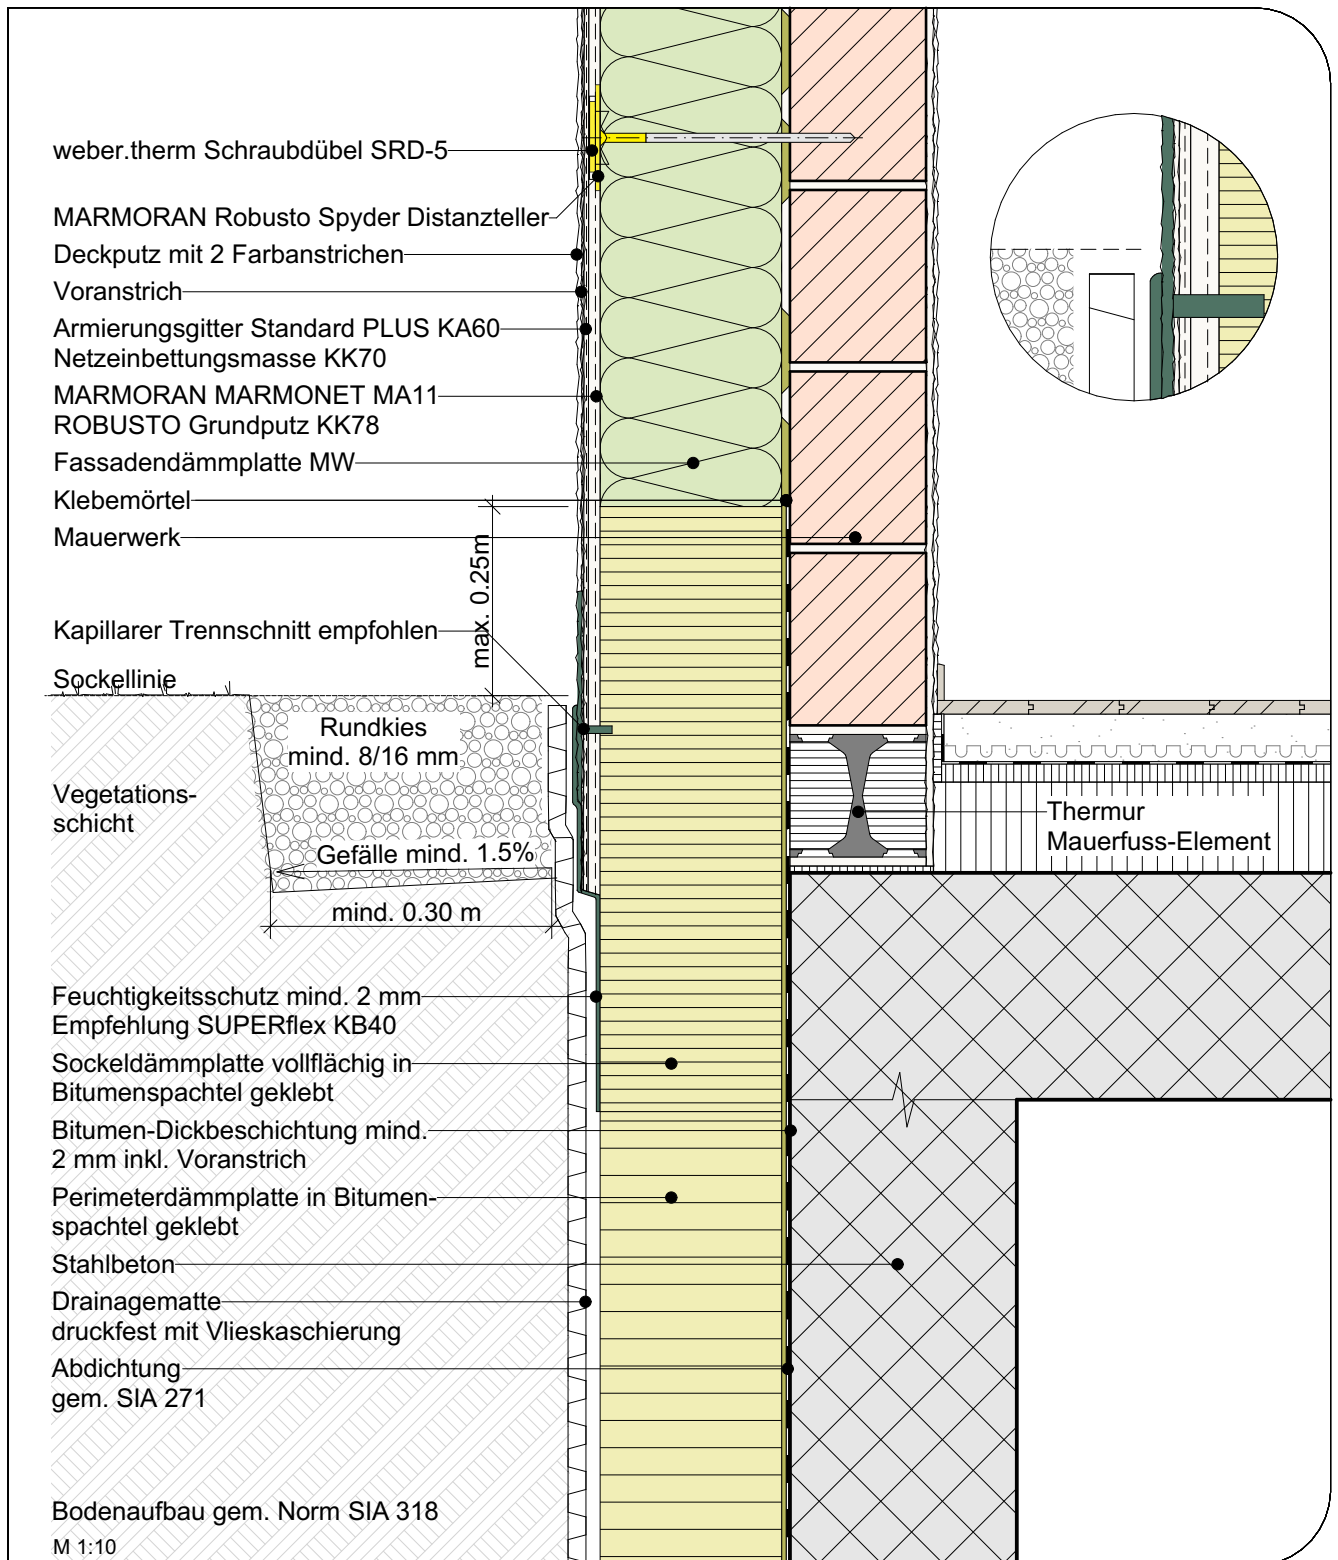 weber.therm Schraubdübel SRD-5
MARMORAN Robusto Spyder Distanzteller
Deckputz mit 2 Farbanstrichen
Voranstrich
Armierungsgitter Standard PLUS KA60
Netzeinbettungsmasse KK70
MARMORAN MARMONET MA11
ROBUSTO Grundputz KK78
Fassadendämmplatte MW
Klebemörtel
Mauerwerk
max. 0.25m
Kapillarer Trennschnitt empfohlen
Sockellinie
Rundkies
mind. 8/16 mm
Vegetations-
schicht
Gefälle mind. 1.5%
mind. 0.30 m
Thermur
Mauerfuss-Element
Feuchtigkeitsschutz mind. 2 mm
Empfehlung SUPERflex KB40
Sockeldämmplatte vollflächig in
Bitumenspachtel geklebt
Bitumen-Dickbeschichtung mind.
2 mm inkl. Voranstrich
Perimeterdämmplatte in Bitumen-
spachtel geklebt
Stahlbeton
Drainagematte
druckfest mit Vlieskaschierung
Abdichtung
gem. SIA 271
Bodenaufbau gem. Norm SIA 318
M 1:10